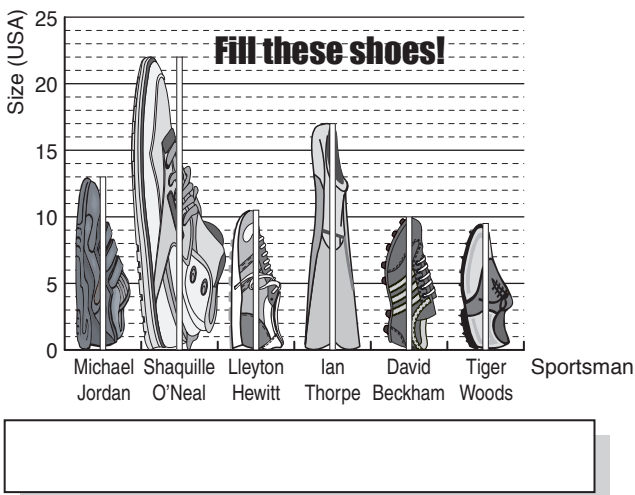 Fill these shoes!
Size (USA)
25
20
15
10
5
0
Michael Jordan
Shaquille O'Neal
Lleyton Hewitt
Ian Thorpe
David Beckham
Tiger Woods
Sportsman